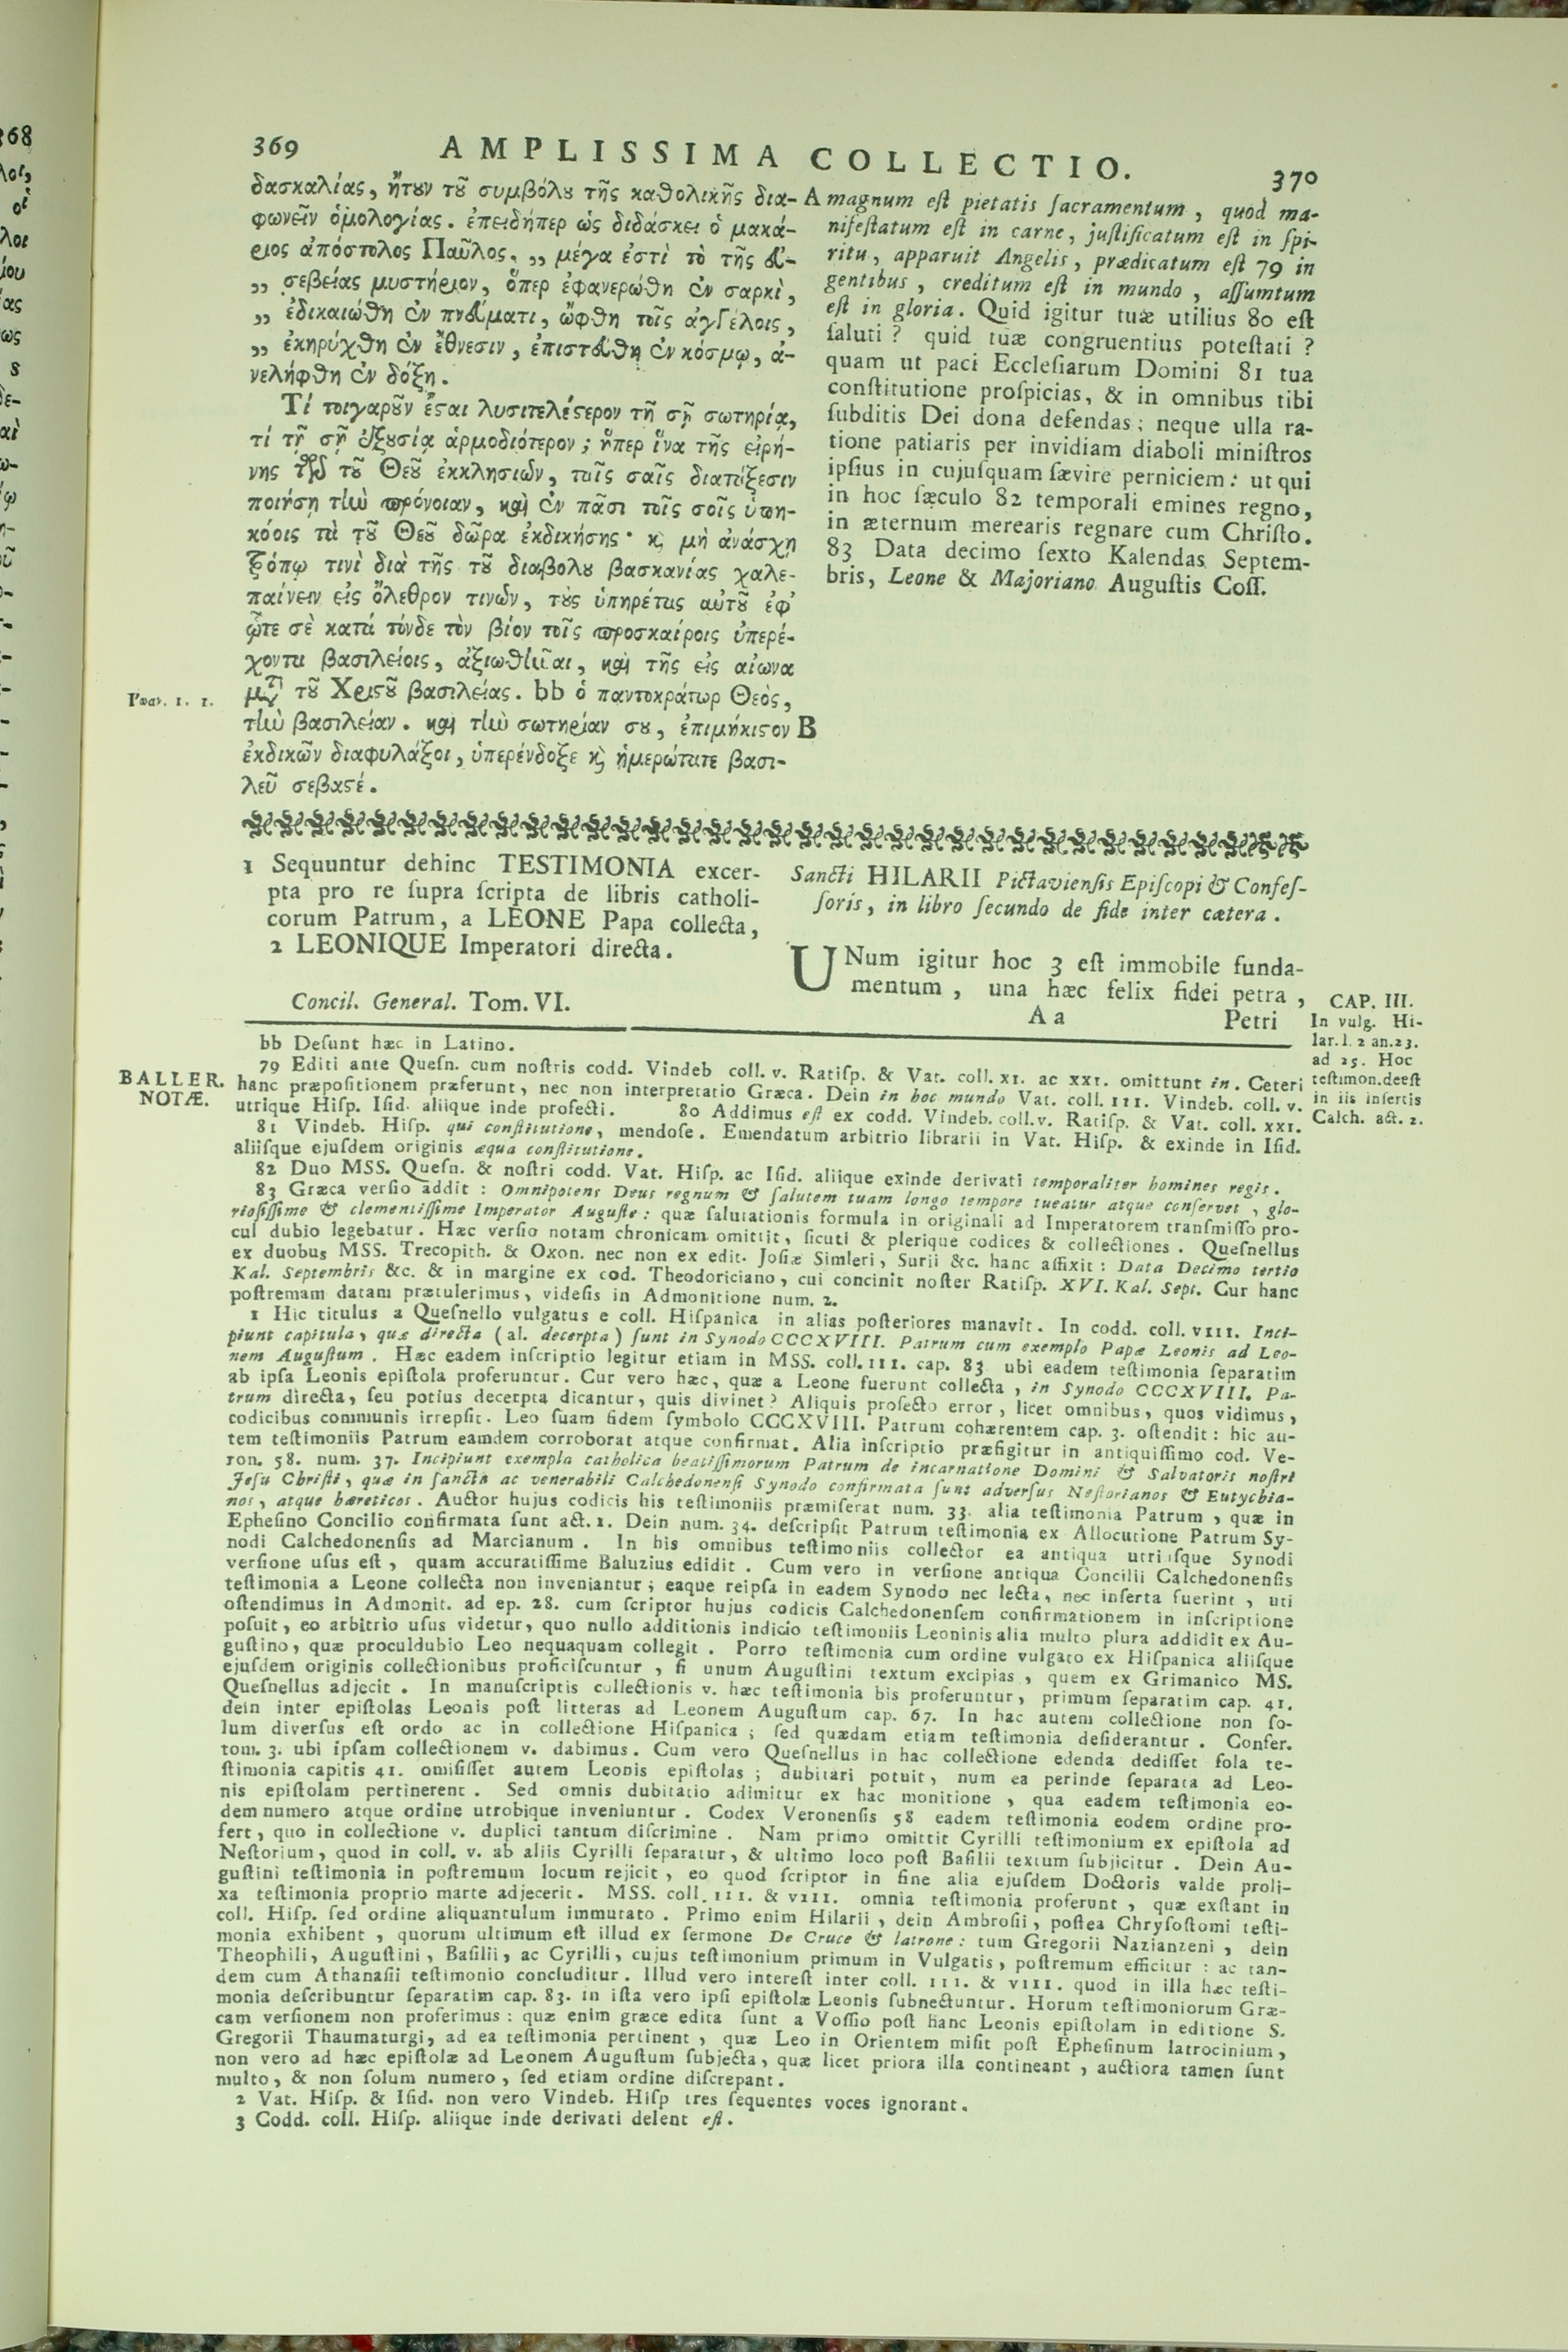 369 AMPLISSIMA COLLECTIO. 370
δασκαλίας, ἤτουν τοῦ συμβόλου τῆς καθολικῆς δια-
φωνεῖν ὁμολογίας. ἐπειδήπερ ὡς διδάσκει ὁ μακά-
ριος ἀπόστολος Παῦλος, ,, μέγα ἐστὶ τὸ τῆς εὐ-
,, σεβείας μυστήριον, ὅπερ ἐφανερώθη ἐν σαρκὶ,
,, ἐδικαιώθη ἐν πνεύματι, ὤφθη τοῖς ἀγγέλοις,
,, ἐκηρύχθη ἐν ἔθνεσιν, ἐπιστεύθη ἐν κόσμῳ, ἀ-
νελήφθη ἐν δόξῃ.
Τί τοιγαροῦν ἔσται λυσιτελέστερον τῇ σῇ σωτηρίᾳ,
τί τῇ σῇ ἐξουσίᾳ ἁρμοδιότερον; ἤπερ ἵνα τῆς εἰρή-
νης τῶν τοῦ Θεοῦ ἐκκλησιῶν, ταῖς σαῖς διατάξεσιν
ποιήσῃ τὴν πρόνοιαν, καὶ ἐν πᾶσι τοῖς σοῖς ὑπη-
κόοις τὰ τοῦ Θεοῦ δῶρα ἐκδικήσῃς· καὶ μὴ ἀνάσχῃ
τρόπῳ τινὶ διὰ τῆς τοῦ διαβόλου βασκανίας χαλε-
παίνειν εἰς ὄλεθρον τινῶν, τοὺς ὑπηρέτας αὐτοῦ ἐφ'
ᾧτε σὲ κατὰ τόνδε τὸν βίον τοῖς προσκαίροις ὑπερέ-
χοντα βασιλείοις, ἀξιωθῆναι, καὶ τῆς εἰς αἰῶνα
μετὰ τοῦ Χριστοῦ βασιλείας. bb ὁ παντοκράτωρ Θεὸς,
τὴν βασιλείαν. καὶ τὴν σωτηρίαν σου, ἐπιμήκιστον
ἐκδικῶν διαφυλάξοι, ὑπερένδοξε καὶ ἡμερώτατε βασι-
λεῦ σεβαστέ.
Ρωαν. 1. 1.
A magnum eſt pietatis ſacramentum, quod ma-
nifeſtatum eſt in carne, juſtificatum eſt in ſpi-
ritu, apparuit Angelis, prædicatum eſt 79 in
gentibus, creditum eſt in mundo, aſſumtum
eſt in gloria. Quid igitur tuæ utilius 80 eſt
ſaluti? quid tuæ congruentius poteſtati?
quam ut paci Eccleſiarum Domini 81 tua
conſtitutione proſpicias, & in omnibus tibi
ſubditis Dei dona defendas; neque ulla ra-
tione patiaris per invidiam diaboli miniſtros
ipſius in cujuſquam ſævire perniciem: ut qui
in hoc ſæculo 82 temporali emines regno,
in æternum merearis regnare cum Chriſto.
83 Data decimo ſexto Kalendas Septem-
bris, Leone & Majoriano Auguſtis Coſſ.
B
1 Sequuntur dehinc TESTIMONIA excer-
pta pro re ſupra ſcripta de libris catholi-
corum Patrum, a LEONE Papa collecta,
2 LEONIQUE Imperatori directa.
Concil. General. Tom. VI.
Sancti HILARII Pictavienſis Epiſcopi & Confeſ-
ſoris, in libro ſecundo de fide inter cætera.
UNum igitur hoc 3 eſt immobile funda-
mentum, una hæc felix fidei petra,
A a Petri
CAP. III.
In vulg. Hi-
lar. l. 2 an. 23.
ad 25. Hoc
teſtimon. deeſt
in iis inſertis
Calch. act. 2.
BALLER.
NOTÆ.
bb Deſunt hæc in Latino.
79 Editi ante Queſn. cum noſtris codd. Vindeb coll. v. Ratiſp. & Vat. coll. XI. ac XXI. omittunt in. Ceteri
hanc præpoſitionem præferunt, nec non interpretatio Græca. Dein in hoc mundo Vat. coll. III. Vindeb. coll. v.
utrique Hiſp. Iſid. aliique inde profecti. 80 Addimus eſt ex codd. Vindeb. coll. v. Ratiſp. & Vat. coll. XXI.
81 Vindeb. Hiſp. qui conſtitutione, mendoſe. Emendatum arbitrio librarii in Vat. Hiſp. & exinde in Iſid.
aliiſque ejuſdem originis æqua conſtitutione.
82 Duo MSS. Queſn. & noſtri codd. Vat. Hiſp. ac Iſid. aliique exinde derivati temporaliter homines regis.
83 Græca verſio addit: Omnipotens Deus regnum & ſalutem tuam longo tempore tueatur atque conſervet, glo-
rioſiſſime & clementiſſime Imperator Auguſte: quæ ſalutationis formula in originali ad Imperatorem tranſmiſſo pro-
cul dubio legebatur. Hæc verſio notam chronicam omittit, ſicuti & plerique codices & collectiones. Queſnellus
ex duobus MSS. Trecopith. & Oxon. nec non ex edit. Joſiæ Simleri, Surii &c. hanc affixit: Data Decimo tertio
Kal. Septembris &c. & in margine ex cod. Theodoriciano, cui concinit noſter Ratiſp. XVI. Kal. Sept. Cur hanc
poſtremam datam prætulerimus, videſis in Admonitione num. 2.
1 Hic titulus a Queſnello vulgatus e coll. Hiſpanica in alias poſteriores manavit. In codd. coll. VIII. Inci-
piunt capitula, quæ directa (al. decerpta) ſunt in Synodo CCCXVIII. Patrum cum exemplo Papæ Leonis ad Leo-
nem Auguſtum. Hæc eadem inſcriptio legitur etiam in MSS. coll. III. cap. 83 ubi eadem teſtimonia ſeparatim
ab ipſa Leonis epiſtola proferuntur. Cur vero hæc, quæ a Leone fuerunt collecta, in Synodo CCCXVIII. Pa-
trum directa, ſeu potius decerpta dicantur, quis divinet? Aliquis profecto error, licet omnibus, quos vidimus,
codicibus communis irrepſit. Leo ſuam fidem ſymbolo CCCXVIII. Patrum cohærentem cap. 3. oſtendit: hic au-
tem teſtimoniis Patrum eamdem corroborat atque confirmat. Alia inſcriptio præfigitur in antiquiſſimo cod. Ve-
ron. 58. num. 37. Incipiunt exempla catholica beatiſſimorum Patrum de incarnatione Domini & Salvatoris noſtri
Jeſu Chriſti, quæ in ſancta ac venerabili Calchedonenſi Synodo confirmata ſunt adverſus Neſtorianos & Eutychia-
nos, atque hæreticos. Auctor hujus codicis his teſtimoniis præmiſerat num. 33. alia teſtimonia Patrum, quæ in
Epheſino Concilio confirmata ſunt act. 1. Dein num. 34. deſcripſit Patrum teſtimonia ex Allocutione Patrum Sy-
nodi Calchedonenſis ad Marcianum. In his omnibus teſtimoniis collector ea antiqua utriuſque Synodi
verſione uſus eſt, quam accuratiſſime Baluzius edidit. Cum vero in verſione antiqua Concilii Calchedonenſis
teſtimonia a Leone collecta non inveniantur; eaque reipſa in eadem Synodo nec lecta, nec inſerta fuerint, uti
oſtendimus in Admonit. ad ep. 28. cum ſcriptor hujus codicis Calchedonenſem confirmationem in inſcriptione
poſuit, eo arbitrio uſus videtur, quo nullo additionis indicio teſtimoniis Leoninis alia multo plura addidit ex Au-
guſtino, quæ proculdubio Leo nequaquam collegit. Porro teſtimonia cum ordine vulgato ex Hiſpanica aliiſque
ejuſdem originis collectionibus proficiſcuntur, ſi unum Auguſtini textum excipias, quem ex Grimanico MS.
Queſnellus adjecit. In manuſcriptis collectionis v. hæc teſtimonia bis proferuntur, primum ſeparatim cap. 41.
dein inter epiſtolas Leonis poſt litteras ad Leonem Auguſtum cap. 67. In hac autem collectione non ſo-
lum diverſus eſt ordo ac in collectione Hiſpanica; ſed quædam etiam teſtimonia deſiderantur. Confer.
tom. 3. ubi ipſam collectionem v. dabimus. Cum vero Queſnellus in hac collectione edenda dediſſet ſola te-
ſtimonia capitis 41. omiſiſſet autem Leonis epiſtolas; dubitari potuit, num ea perinde ſeparata ad Leo-
nis epiſtolam pertinerent. Sed omnis dubitatio adimitur ex hac monitione, qua eadem teſtimonia eo-
dem numero atque ordine utrobique inveniuntur. Codex Veronenſis 58 eadem teſtimonia eodem ordine pro-
fert, quo in collectione v. duplici tantum diſcrimine. Nam primo omittit Cyrilli teſtimonium ex epiſtola ad
Neſtorium, quod in coll. v. ab aliis Cyrilli ſeparatur, & ultimo loco poſt Baſilii textum ſubjicitur. Dein Au-
guſtini teſtimonia in poſtremum locum rejicit, eo quod ſcriptor in fine alia ejuſdem Doctoris valde proli-
xa teſtimonia proprio marte adjecerit. MSS. coll. III. & VIII. omnia teſtimonia proferunt, quæ exſtant in
coll. Hiſp. ſed ordine aliquantulum immutato. Primo enim Hilarii, dein Ambroſii, poſtea Chryſoſtomi teſti-
monia exhibent, quorum ultimum eſt illud ex ſermone De Cruce & latrone: tum Gregorii Nazianzeni, dein
Theophili, Auguſtini, Baſilii, ac Cyrilli, cujus teſtimonium primum in Vulgatis, poſtremum efficitur: ac tan-
dem cum Athanaſii teſtimonio concluditur. Illud vero intereſt inter coll. III. & VIII. quod in illa hæc teſti-
monia deſcribuntur ſeparatim cap. 83. in iſta vero ipſi epiſtolæ Leonis ſubnectuntur. Horum teſtimoniorum Græ-
cam verſionem non proferimus: quæ enim græce edita ſunt a Voſſio poſt hanc Leonis epiſtolam in editione S.
Gregorii Thaumaturgi, ad ea teſtimonia pertinent, quæ Leo in Orientem miſit poſt Epheſinum latrocinium,
non vero ad hæc epiſtolæ ad Leonem Auguſtum ſubjecta, quæ licet priora illa contineant, auctiora tamen ſunt
multo, & non ſolum numero, ſed etiam ordine diſcrepant.
2 Vat. Hiſp. & Iſid. non vero Vindeb. Hiſp tres ſequentes voces ignorant.
3 Codd. coll. Hiſp. aliique inde derivati delent eſt.